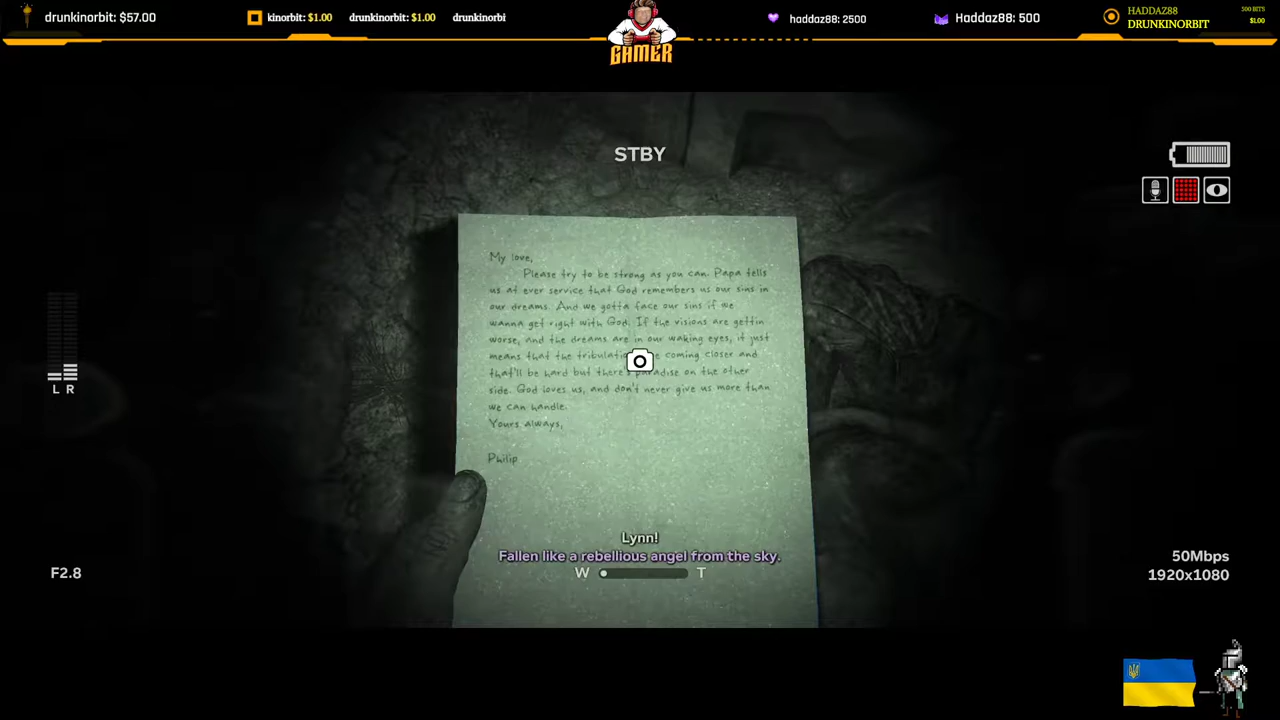 drunkinorbit: $57.00
kinorbit: $1.00 drunkinorbit: $1.00 drunkinorbi
GAMER
haddaz88: 2500
Haddaz88: 500
HADDAZ88
DRUNKINORBIT
500 BITS
$1.00
STBY
My love,
Please try to be strong as you can. Papa tells
us at ever service that God remembers us our sins in
our dreams. And we gotta face our sins if we
wanna get right with God. If the visions are gettin
worse, and the dreams are in our waking eyes, it just
means that the coming closer and
that'll be hard but there's paradise on the other
side. God loves us, and don't never give us more than
we can handle.
Yours always,
Philip
L R
Lynn!
Fallen like a rebellious angel from the sky.
W T
F2.8
50Mbps
1920x1080